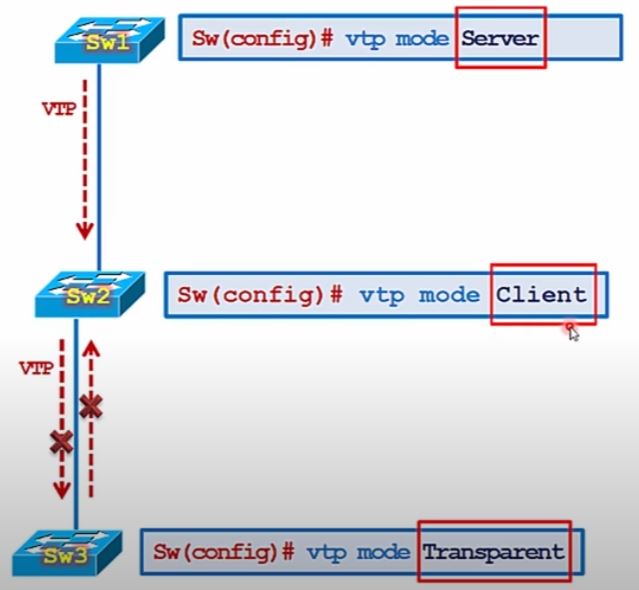 Sw1
Sw(config)# vtp mode Server
VTP
Sw2
Sw(config)# vtp mode Client
VTP
Sw3
Sw(config)# vtp mode Transparent